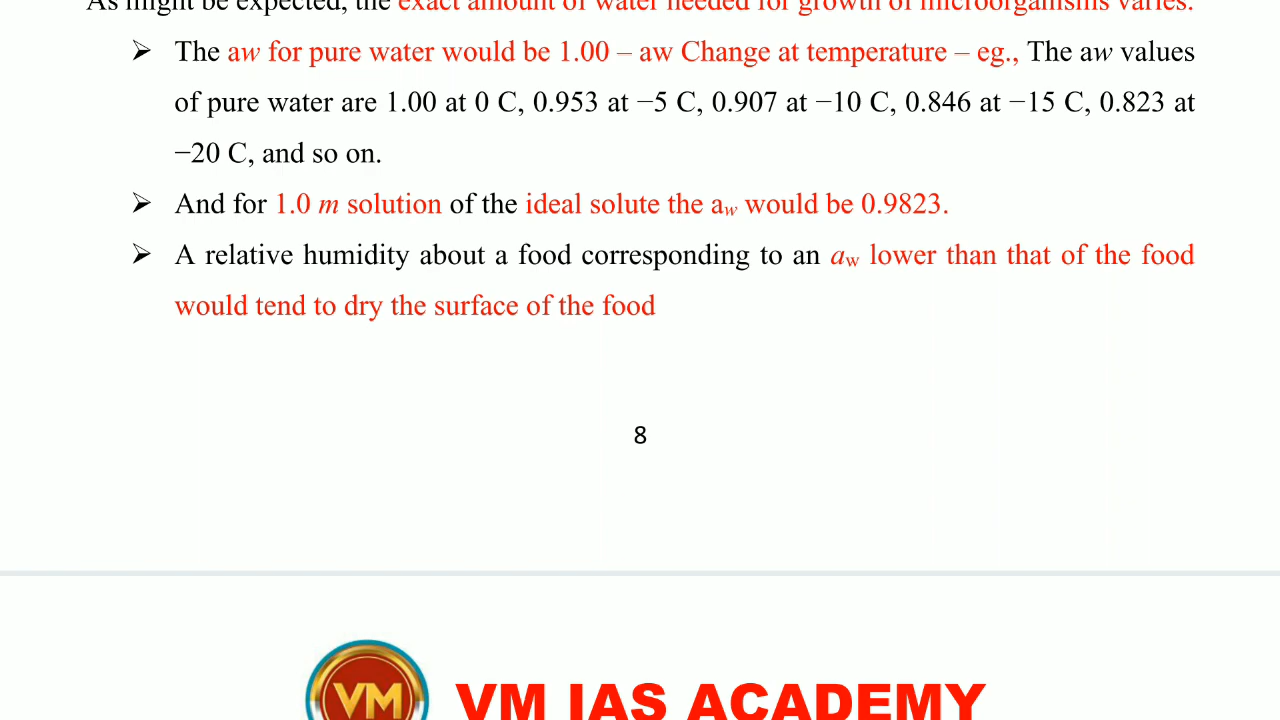 As might be expected, the exact amount of water needed for growth of microorganisms varies.
➢ The aw for pure water would be 1.00 – aw Change at temperature – eg., The aw values
of pure water are 1.00 at 0 C, 0.953 at −5 C, 0.907 at −10 C, 0.846 at −15 C, 0.823 at
−20 C, and so on.
➢ And for 1.0 m solution of the ideal solute the aw would be 0.9823.
➢ A relative humidity about a food corresponding to an aw lower than that of the food
would tend to dry the surface of the food
8
VM
VM IAS ACADEMY